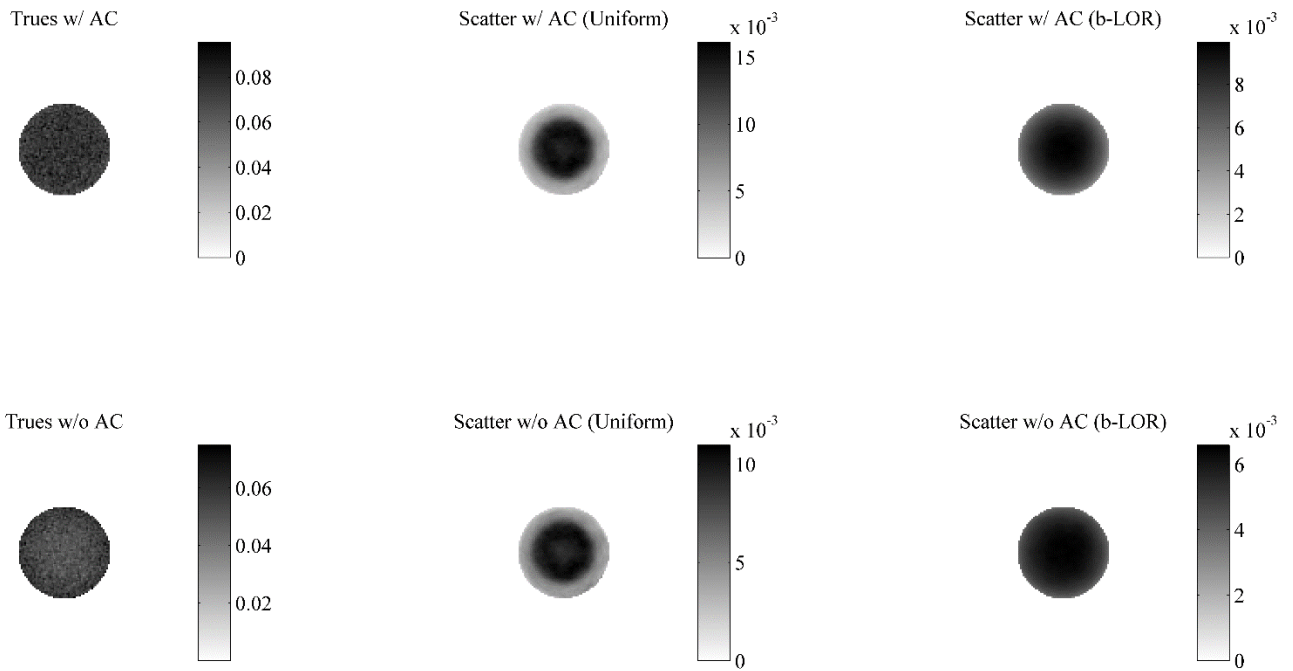 Trues w/ AC
0.08
0.06
0.04
0.02
0
Scatter w/ AC (Uniform)
x 10^-3
15
10
5
0
Scatter w/ AC (b-LOR)
x 10^-3
8
6
4
2
0
Trues w/o AC
0.06
0.04
0.02
Scatter w/o AC (Uniform)
x 10^-3
10
5
0
Scatter w/o AC (b-LOR)
x 10^-3
6
4
2
0